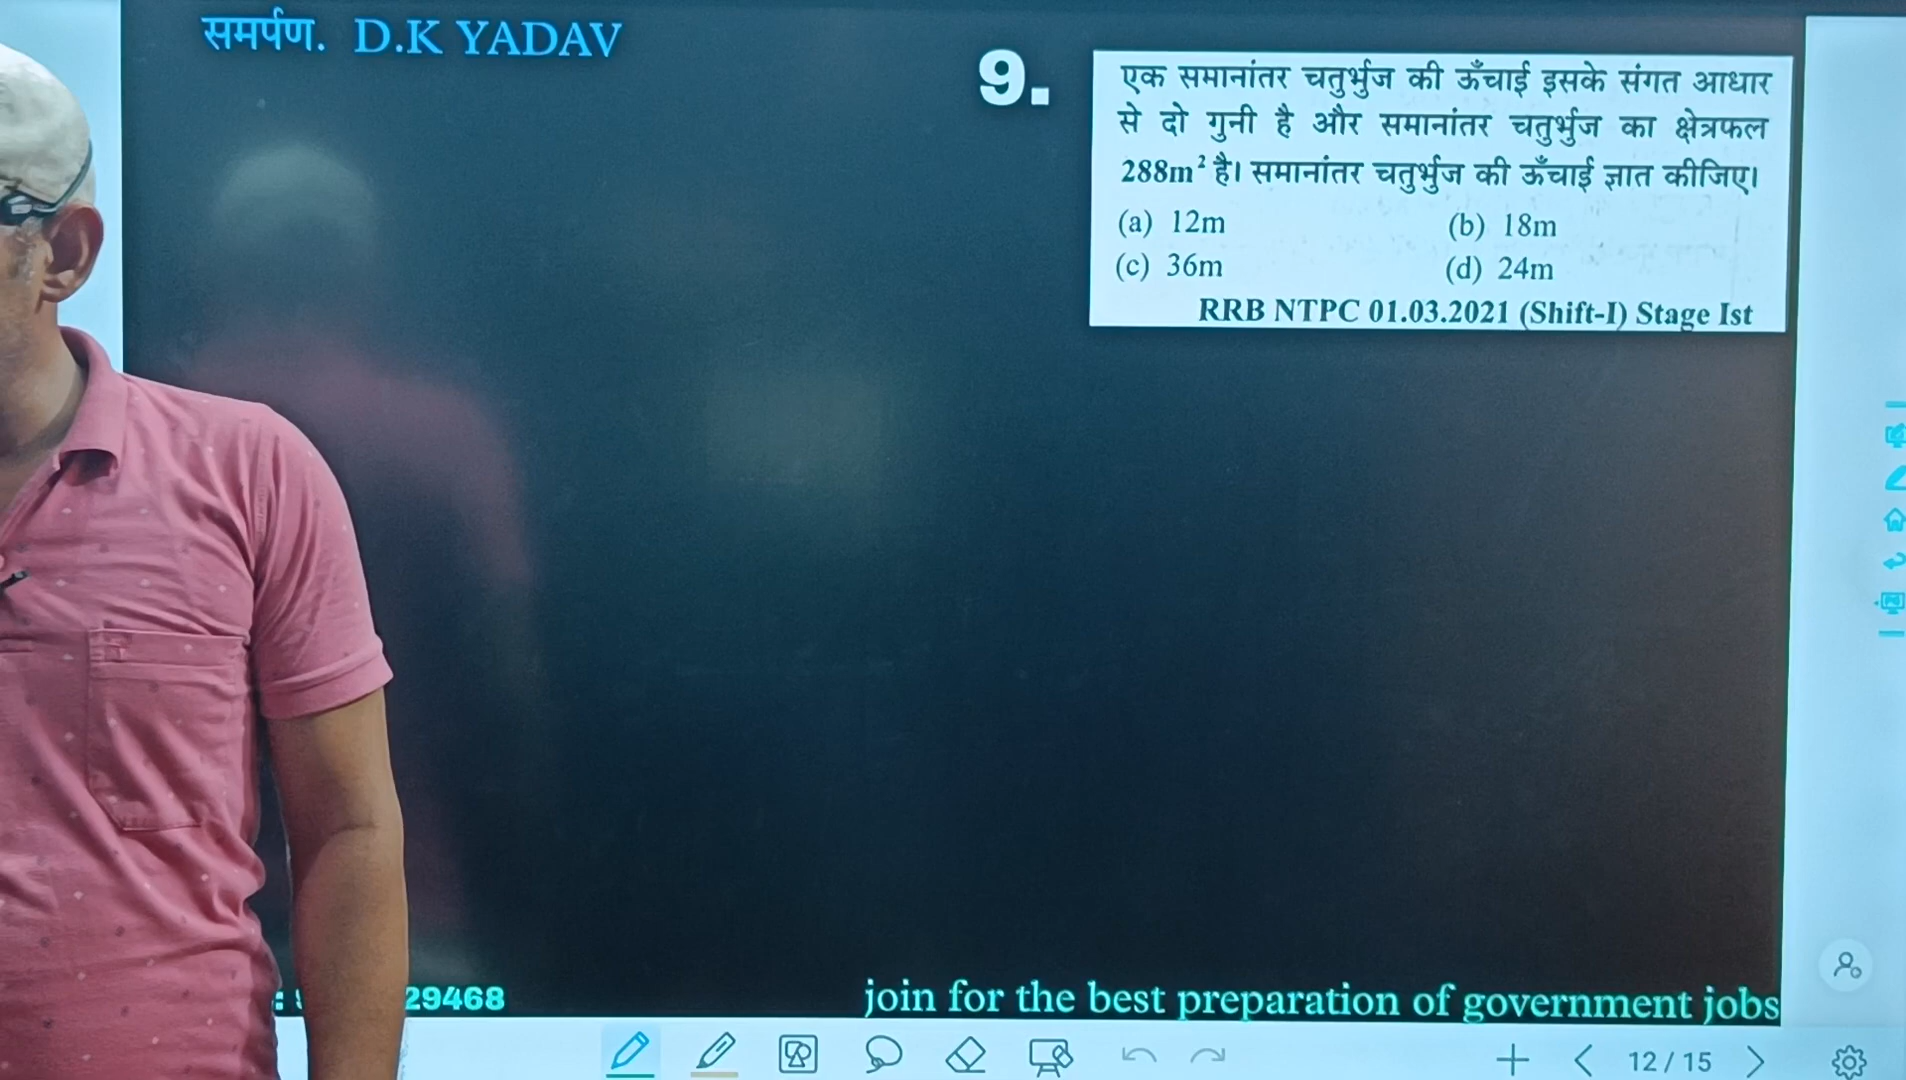 समर्पण. D.K YADAV
9.
एक समानांतर चतुर्भुज की ऊँचाई इसके संगत आधार
से दो गुनी है और समानांतर चतुर्भुज का क्षेत्रफल
288m² है। समानांतर चतुर्भुज की ऊँचाई ज्ञात कीजिए।
(a) 12m (b) 18m
(c) 36m (d) 24m
RRB NTPC 01.03.2021 (Shift-I) Stage Ist
29468
join for the best preparation of government jobs
12 / 15